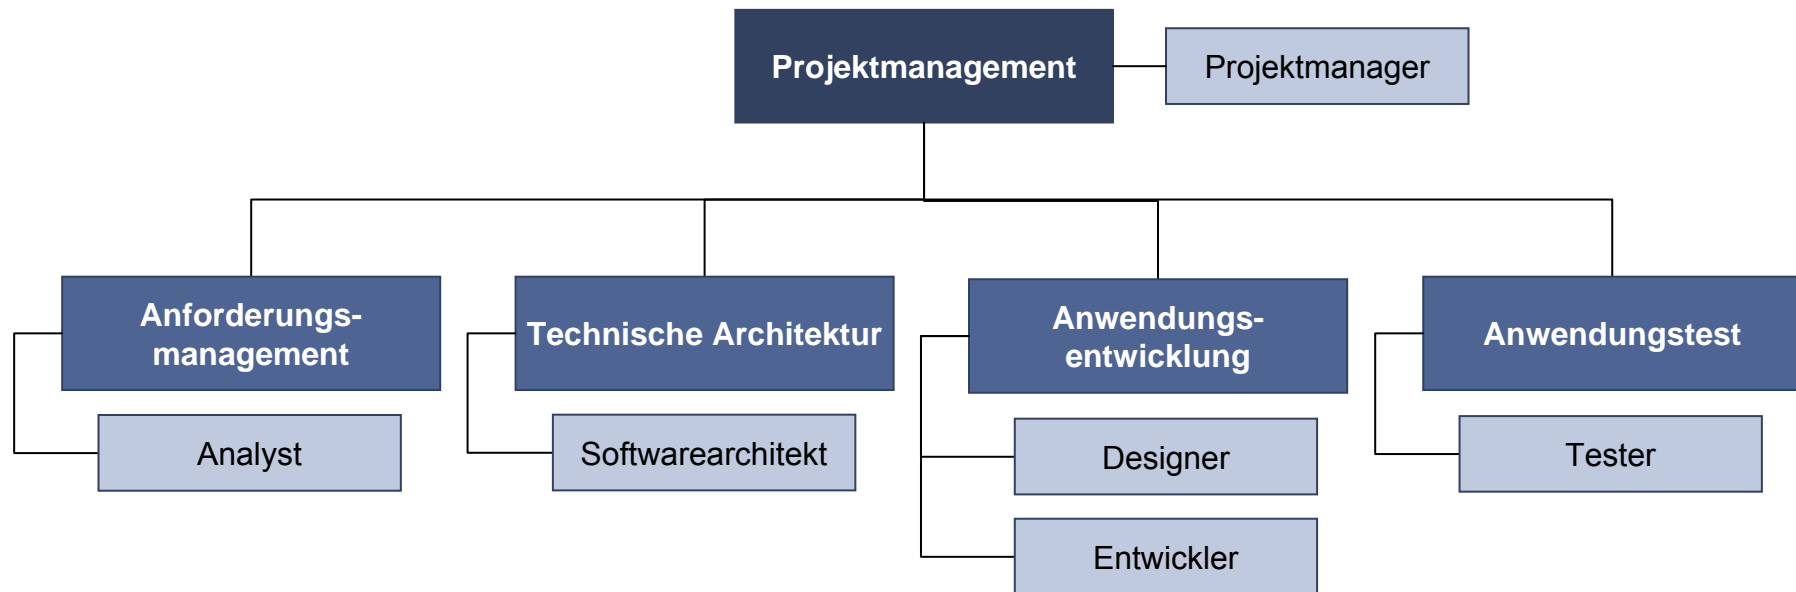 Projektmanagement
Projektmanager
Anforderungs-
management
Technische Architektur
Anwendungs-
entwicklung
Anwendungstest
Analyst
Softwarearchitekt
Designer
Tester
Entwickler